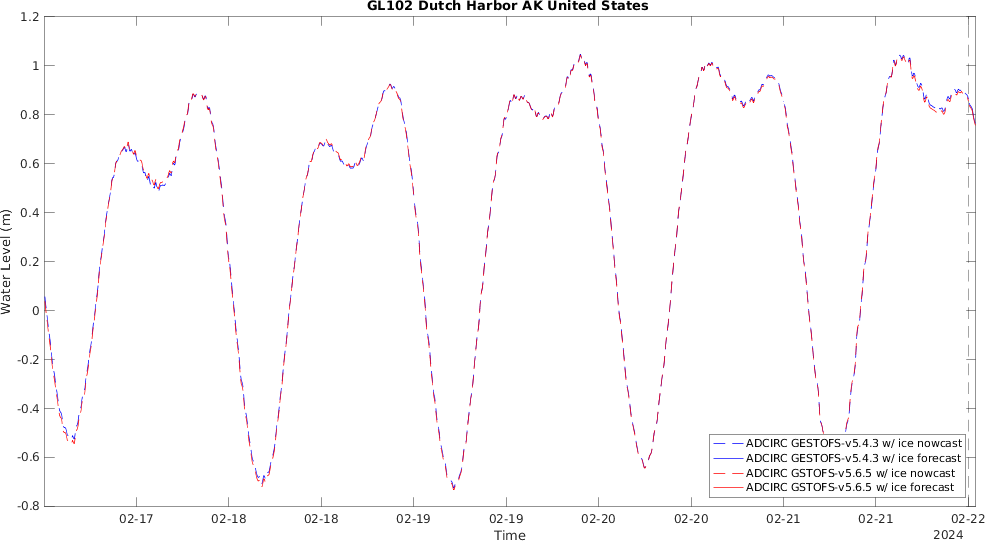 GL102 Dutch Harbor AK United States
1.2
1
0.8
0.6
0.4
0.2
0
-0.2
-0.4
-0.6
-0.8
Water Level (m)
ADCIRC GESTOFS-v5.4.3 w/ ice nowcast
ADCIRC GESTOFS-v5.4.3 w/ ice forecast
ADCIRC GSTOFS-v5.6.5 w/ ice nowcast
ADCIRC GSTOFS-v5.6.5 w/ ice forecast
02-17 02-18 02-18 02-19 02-19 02-20 02-20 02-21 02-21 02-22
Time 2024